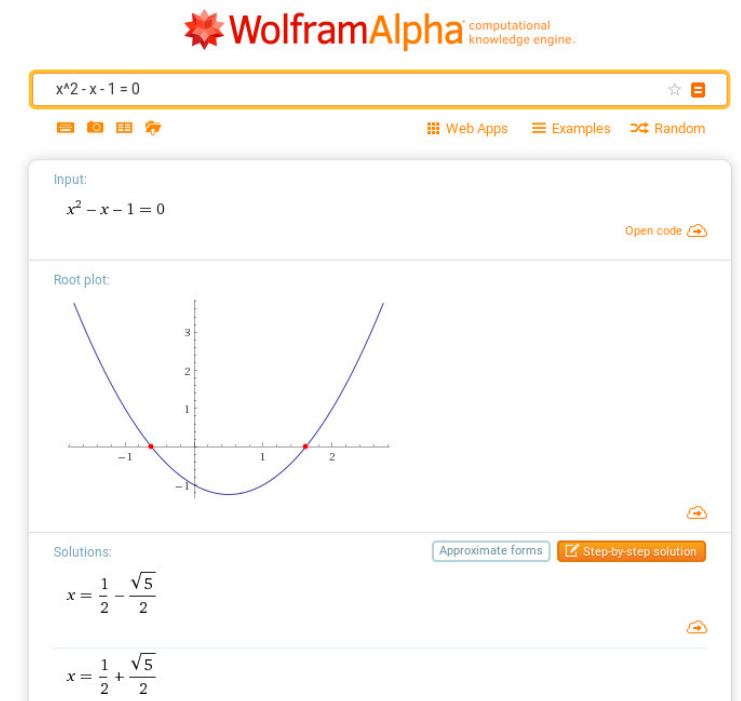 WolframAlpha computational
knowledge engine.
x^2 - x - 1 = 0
Web Apps Examples Random
Input:
x² − x − 1 = 0
Open code
Root plot:
3
2
1
−1 1 2
−1
Solutions: Approximate forms Step-by-step solution
x = 1/2 − √5/2
x = 1/2 + √5/2